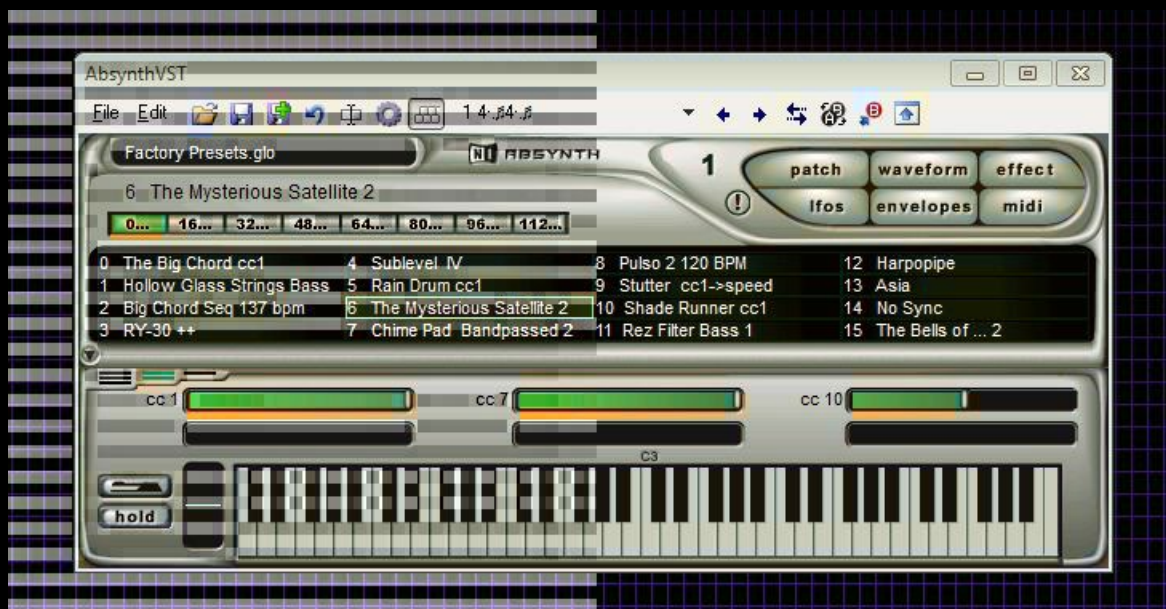 AbsynthVST
File Edit 1 4·♬4·♬
Factory Presets.glo NI ABSYNTH 1 patch waveform effect
6 The Mysterious Satellite 2 ! lfos envelopes midi
0... 16... 32... 48... 64... 80... 96... 112...
0 The Big Chord cc1 4 Sublevel IV 8 Pulso 2 120 BPM 12 Harpopipe
1 Hollow Glass Strings Bass 5 Rain Drum cc1 9 Stutter cc1->speed 13 Asia
2 Big Chord Seq 137 bpm 6 The Mysterious Satellite 2 10 Shade Runner cc1 14 No Sync
3 RY-30 ++ 7 Chime Pad Bandpassed 2 11 Rez Filter Bass 1 15 The Bells of ... 2
cc 1 cc 7 cc 10
C3
hold